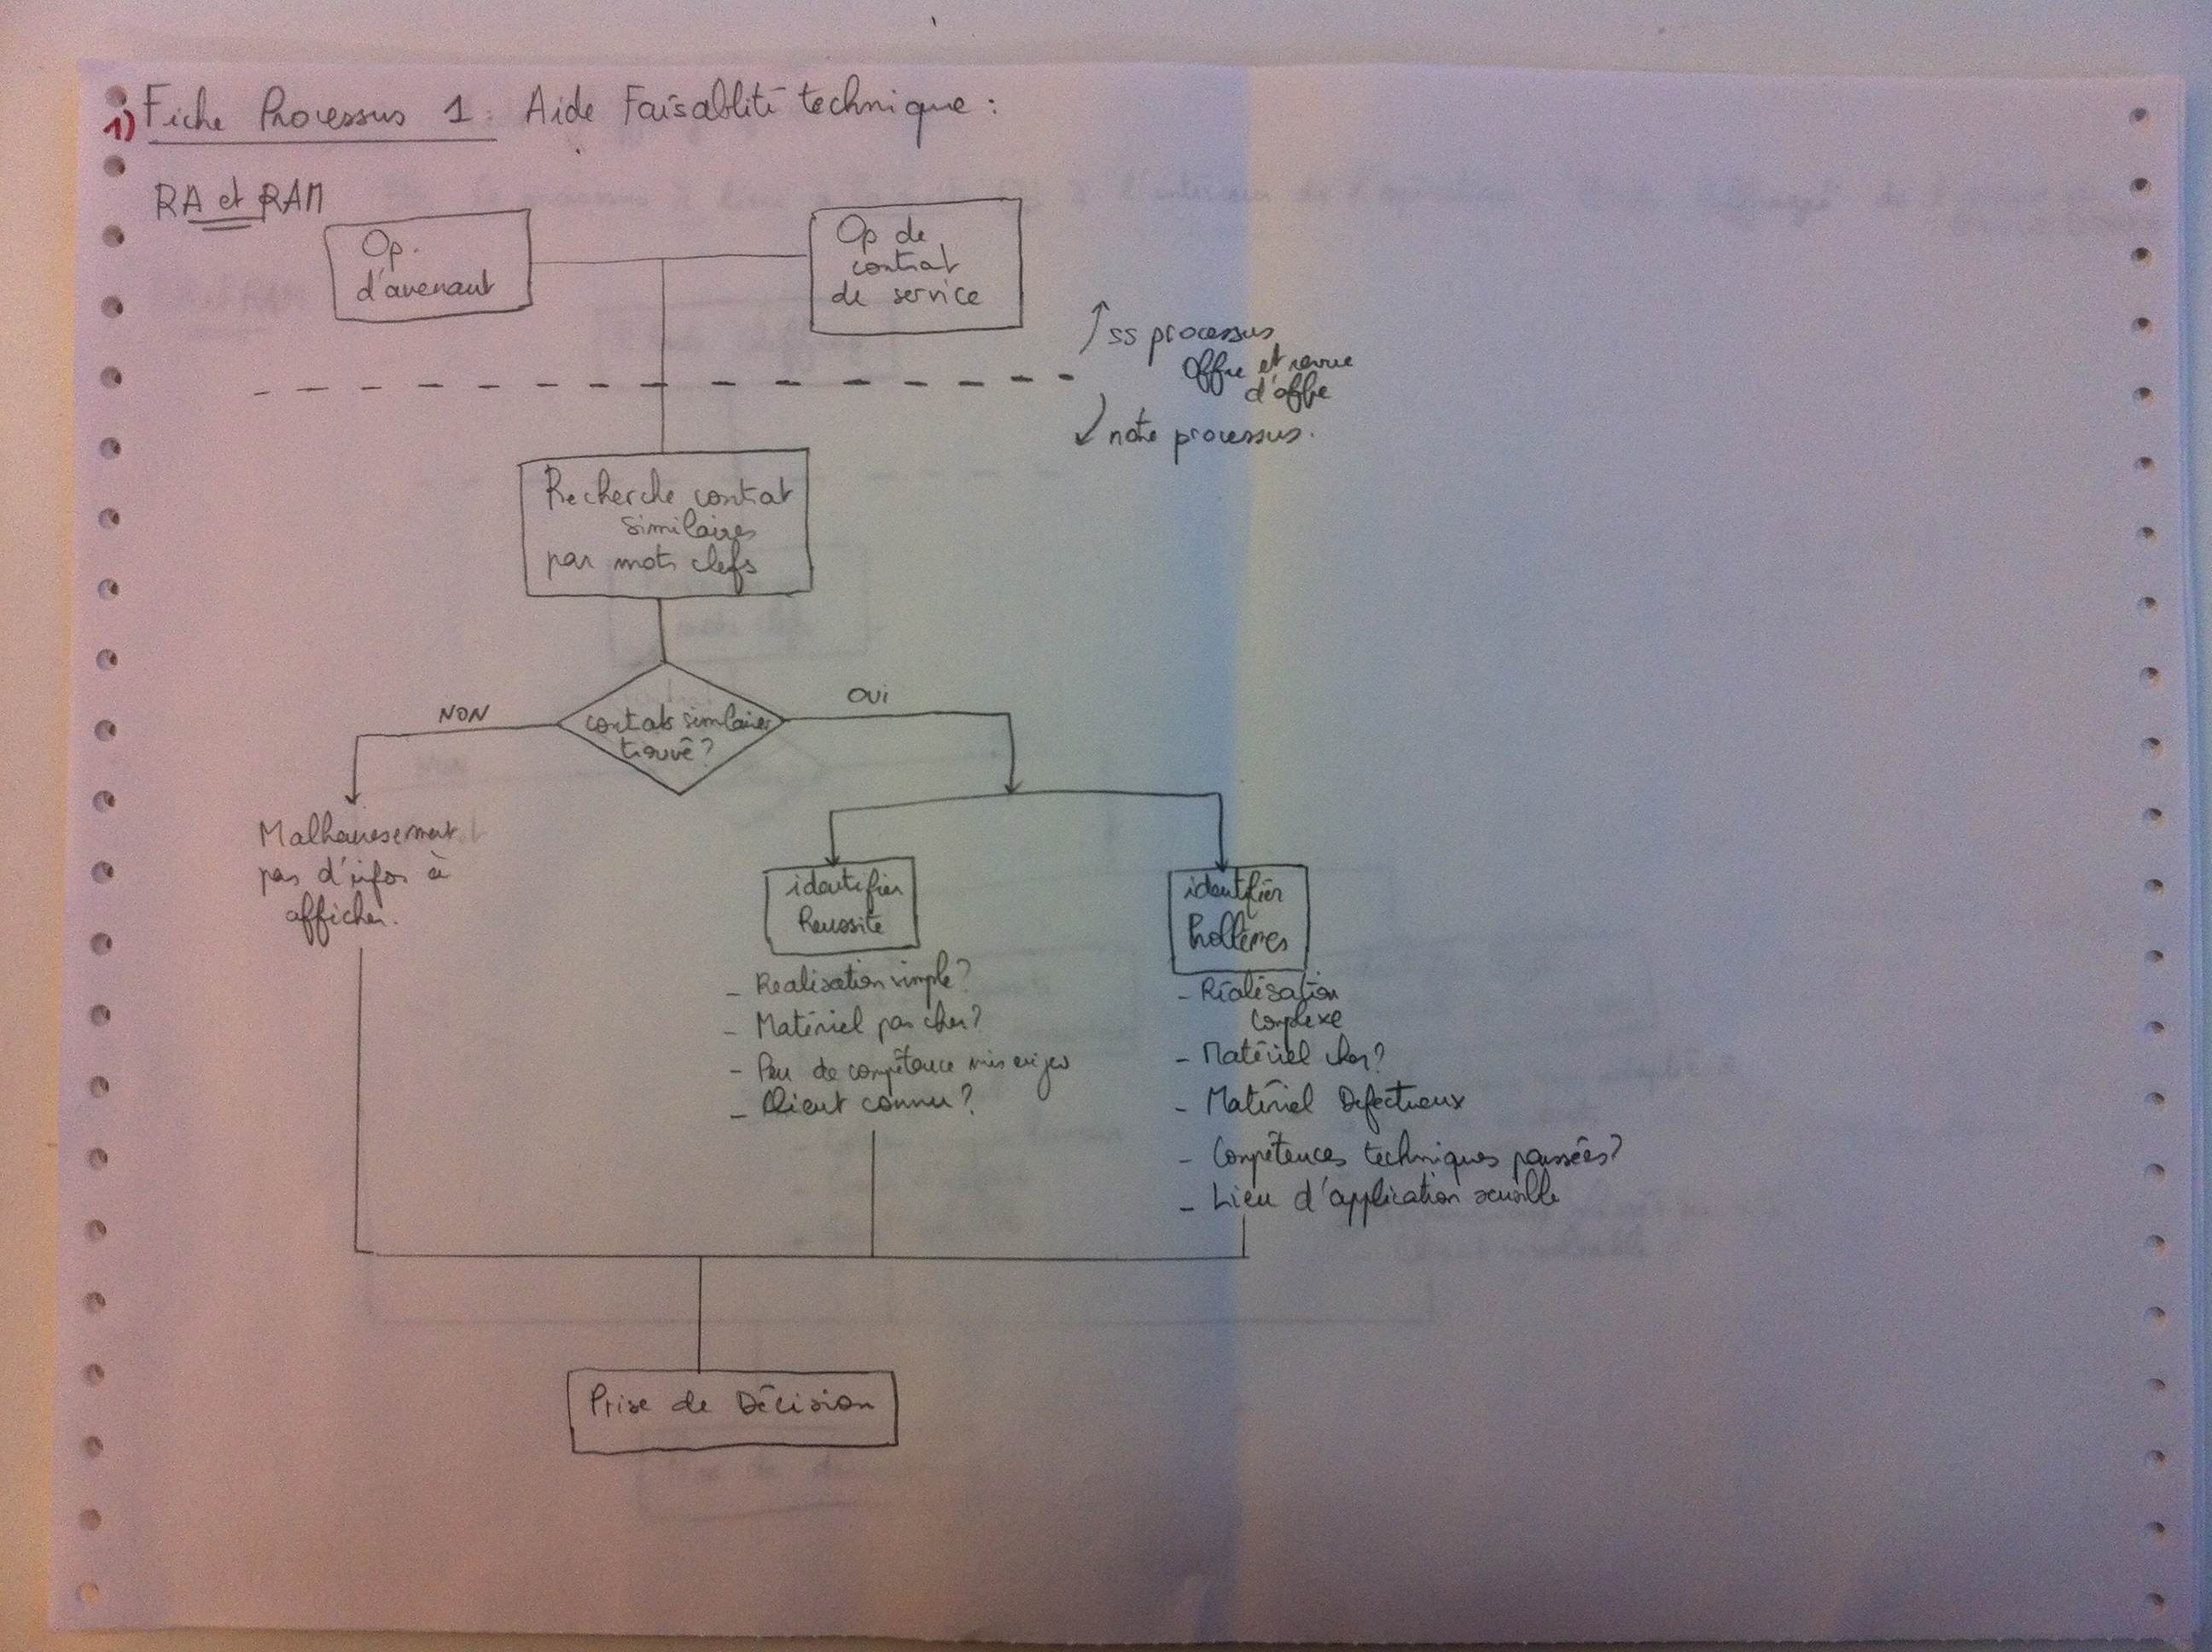 1) Fiche Processus 1 : Aide Faisablité technique :
RA et RAM
Op.
d'avenant
Op de
contrat
de service
ss processus
Offre et revue
d'offre
notre processus.
Recherche contrat
similaires
par mots clefs
NON
contrats similaires
trouvé ?
OUI
Malheuresement
pas d'infos à
afficher.
identifier
Reussite
- Realisation simple ?
- Matériel pas cher ?
- Peu de compétence mis en jeu
- Client connu ?
identifier
Problèmes
- Réalisation
complexe
- Matériel cher ?
- Matériel Defectueux
- Compétences techniques passées ?
- Lieu d'application sensible
Prise de Décision